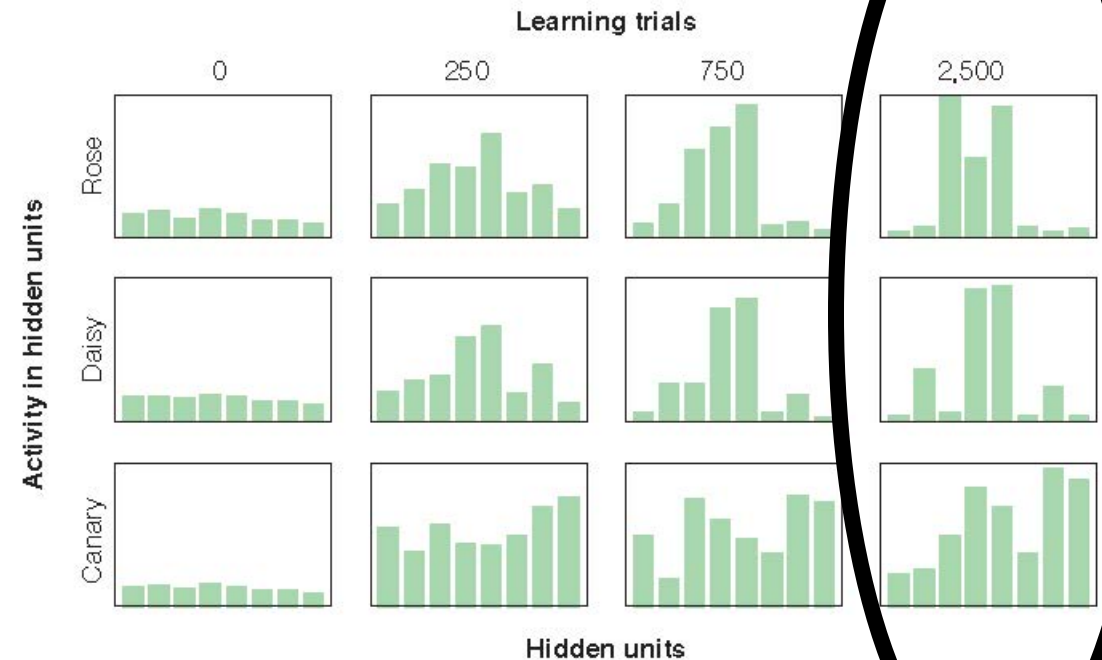 Learning trials
0 250 750 2,500
Rose
Daisy
Canary
Activity in hidden units
Hidden units